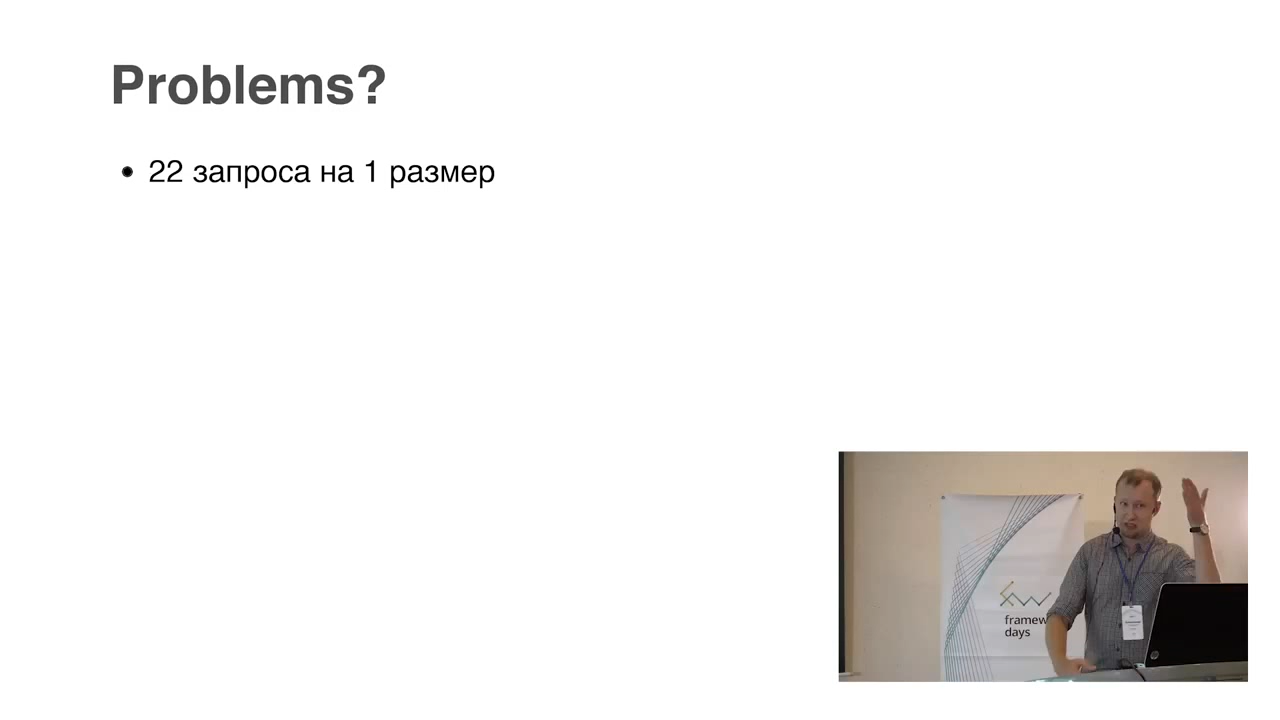 Problems?
• 22 запроса на 1 размер
framew
days